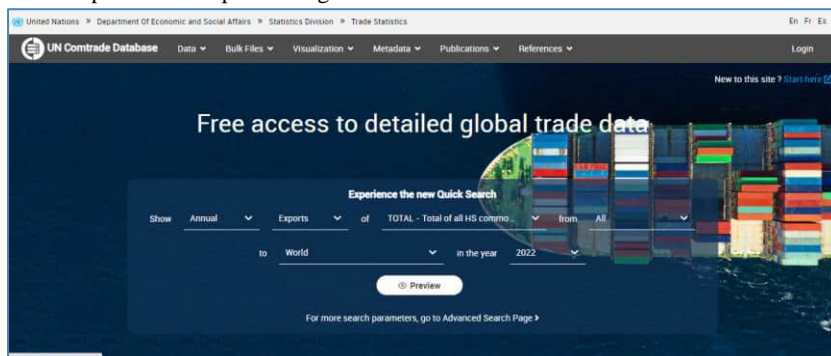 United Nations » Department Of Economic and Social Affairs » Statistics Division » Trade Statistics En Fr Es
UN Comtrade Database Data Bulk Files Visualization Metadata Publications References Login
New to this site ? Start here
Free access to detailed global trade data
Experience the new Quick Search
Show Annual Exports of TOTAL - Total of all HS commo... from All
to World in the year 2022
Preview
For more search parameters, go to Advanced Search Page >